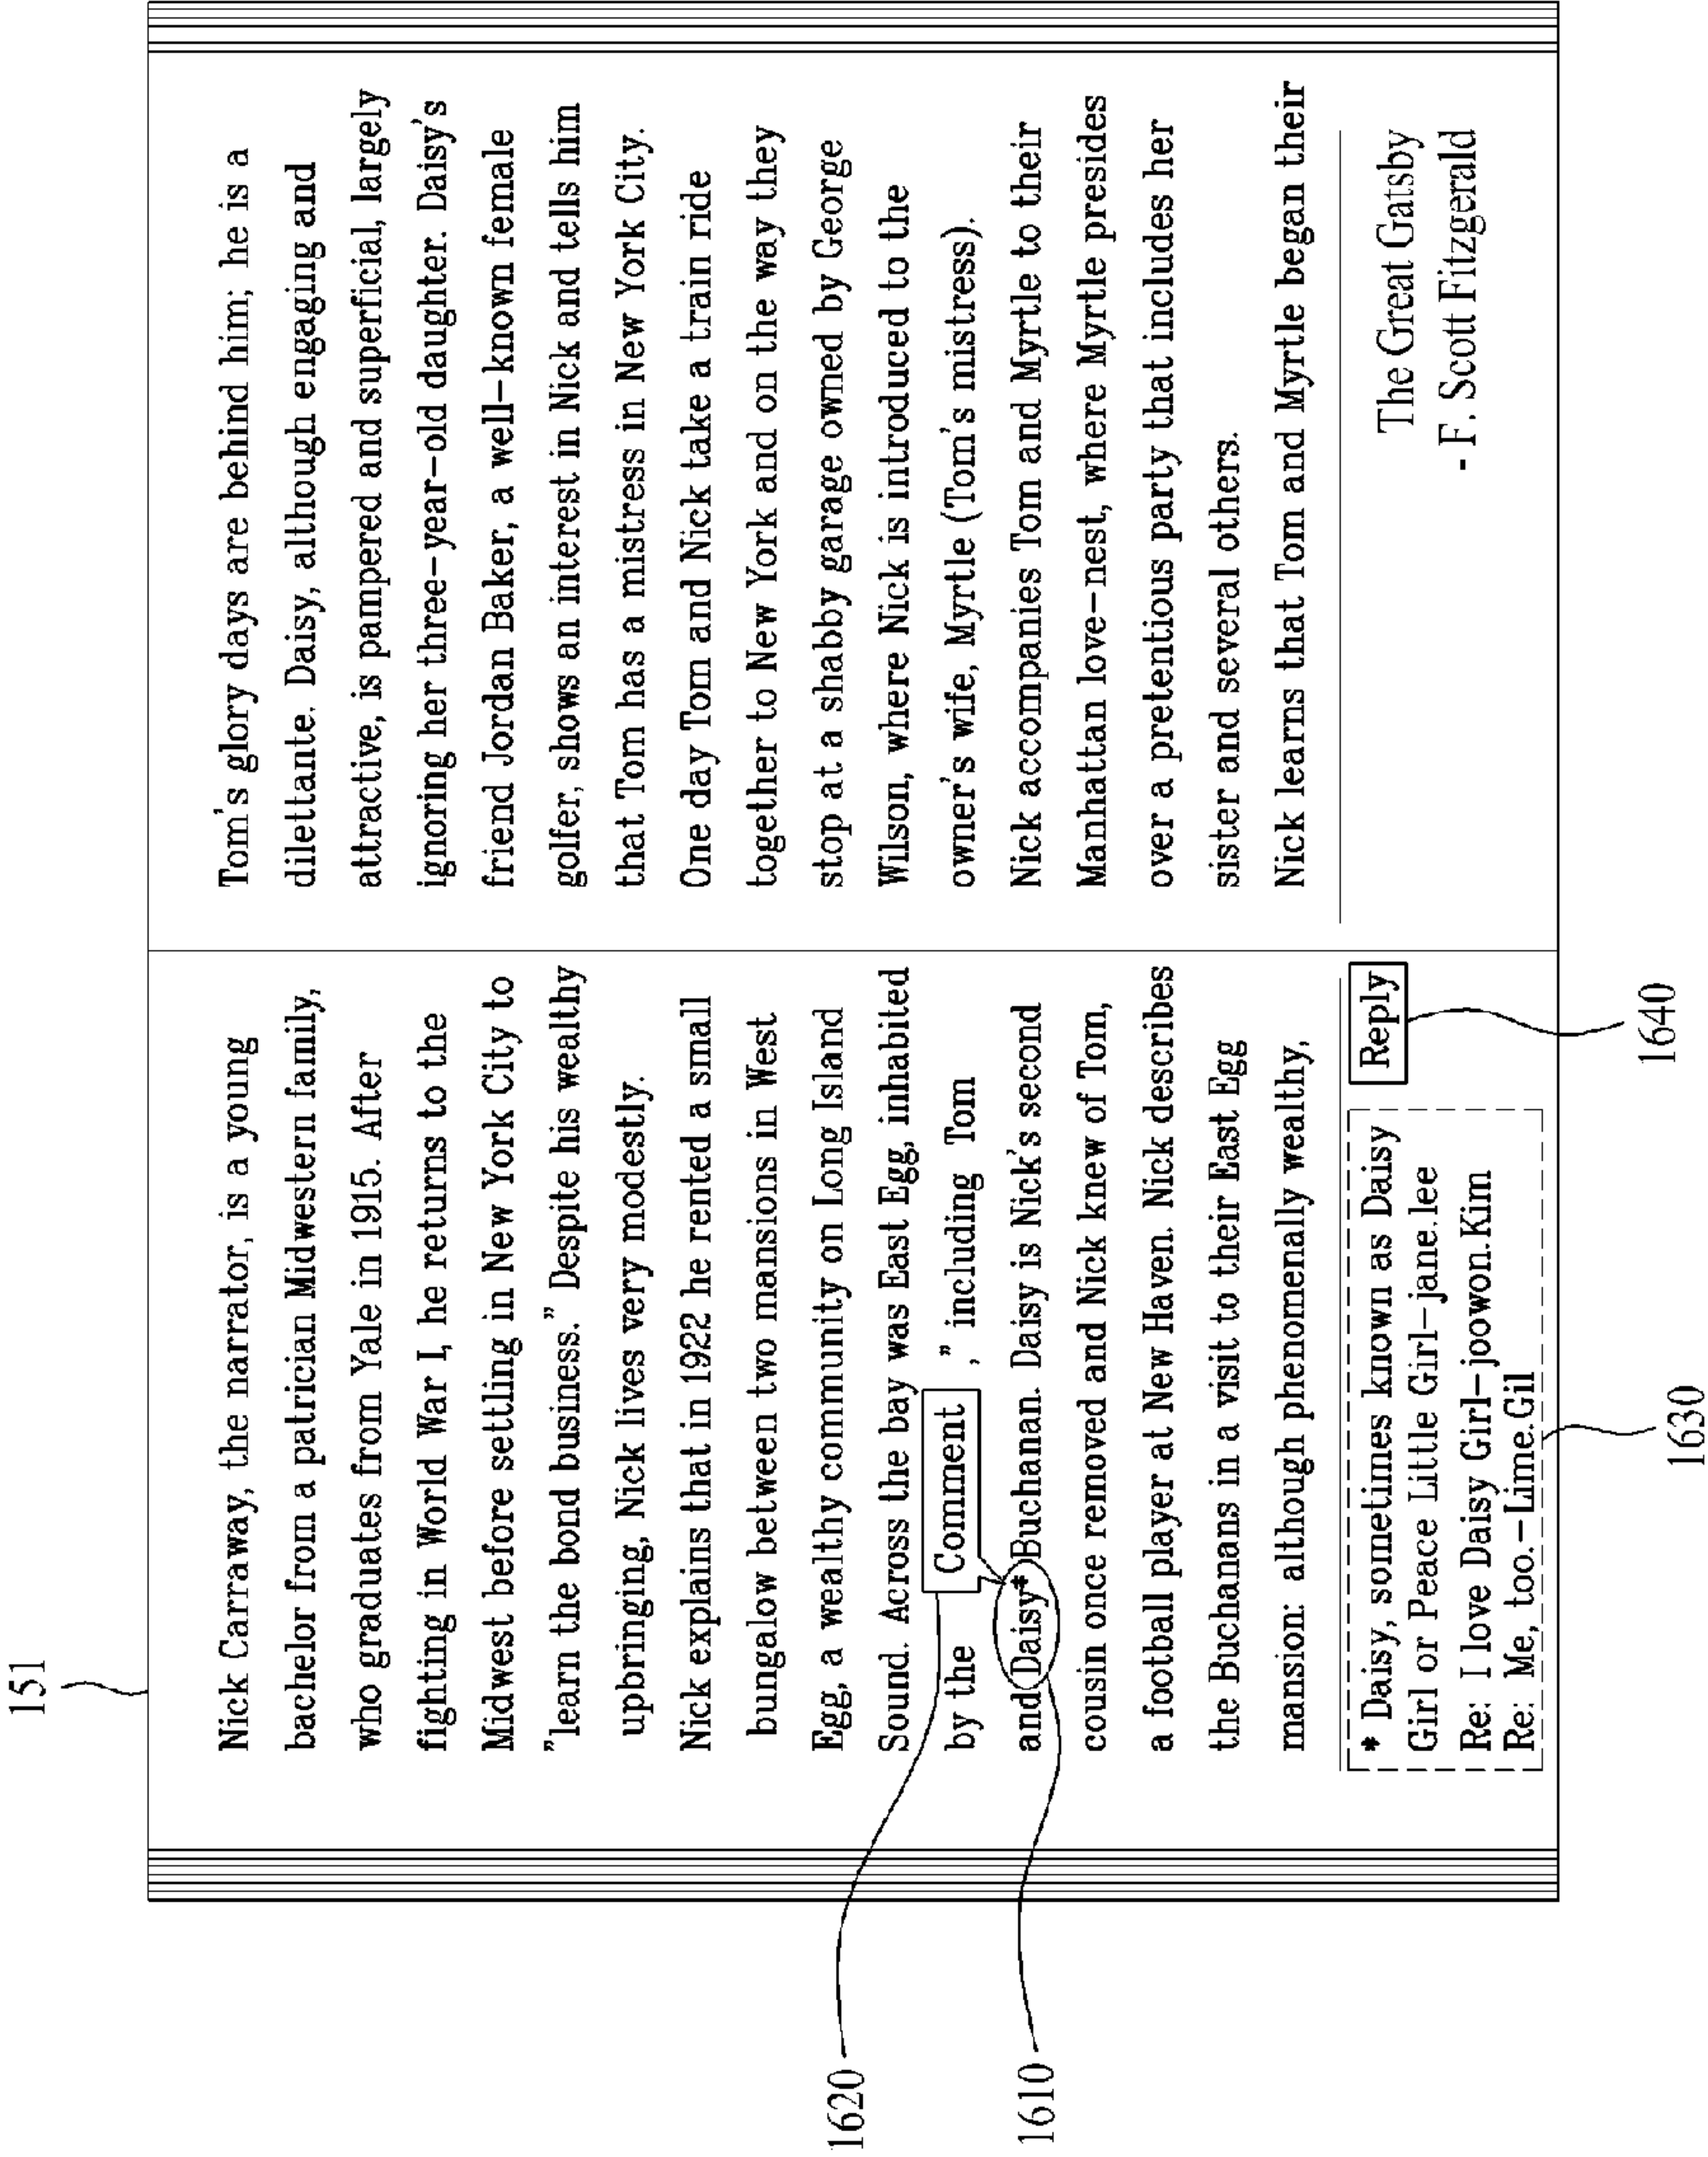 151
Nick Carraway, the narrator, is a young
bachelor from a patrician Midwestern family,
who graduates from Yale in 1915. After
fighting in World War I, he returns to the
Midwest before settling in New York City to
"learn the bond business." Despite his wealthy
upbringing, Nick lives very modestly.
Nick explains that in 1922 he rented a small
bungalow between two mansions in West
Egg, a wealthy community on Long Island
Sound. Across the bay was East Egg, inhabited
by the Comment ," including Tom
and Daisy* Buchanan. Daisy is Nick's second
cousin once removed and Nick knew of Tom,
a football player at New Haven. Nick describes
the Buchanans in a visit to their East Egg
mansion: although phenomenally wealthy,
* Daisy, sometimes known as Daisy
Girl or Peace Little Girl-jane.lee
Re: I love Daisy Girl-joowon.Kim
Re: Me, too.-Lime.Gil
Reply
Tom's glory days are behind him; he is a
dilettante. Daisy, although engaging and
attractive, is pampered and superficial, largely
ignoring her three-year-old daughter. Daisy's
friend Jordan Baker, a well-known female
golfer, shows an interest in Nick and tells him
that Tom has a mistress in New York City.
One day Tom and Nick take a train ride
together to New York and on the way they
stop at a shabby garage owned by George
Wilson, where Nick is introduced to the
owner's wife, Myrtle (Tom's mistress).
Nick accompanies Tom and Myrtle to their
Manhattan love-nest, where Myrtle presides
over a pretentious party that includes her
sister and several others.
Nick learns that Tom and Myrtle began their
The Great Gatsby
- F. Scott Fitzgerald
1620
1610
1630
1640